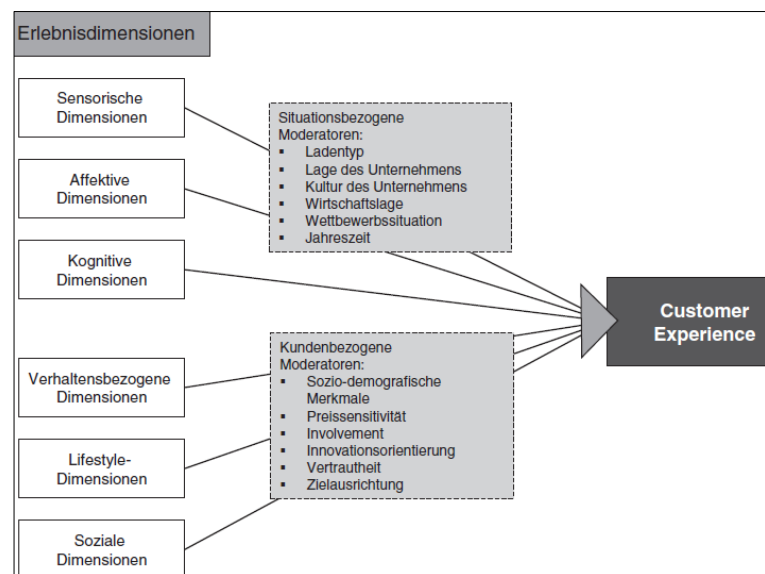 Erlebnisdimensionen
Sensorische
Dimensionen
Affektive
Dimensionen
Kognitive
Dimensionen
Verhaltensbezogene
Dimensionen
Lifestyle-
Dimensionen
Soziale
Dimensionen
Situationsbezogene
Moderatoren:
▪ Ladentyp
▪ Lage des Unternehmens
▪ Kultur des Unternehmens
▪ Wirtschaftslage
▪ Wettbewerbssituation
▪ Jahreszeit
Kundenbezogene
Moderatoren:
▪ Sozio-demografische
Merkmale
▪ Preissensitivität
▪ Involvement
▪ Innovationsorientierung
▪ Vertrautheit
▪ Zielausrichtung
Customer
Experience